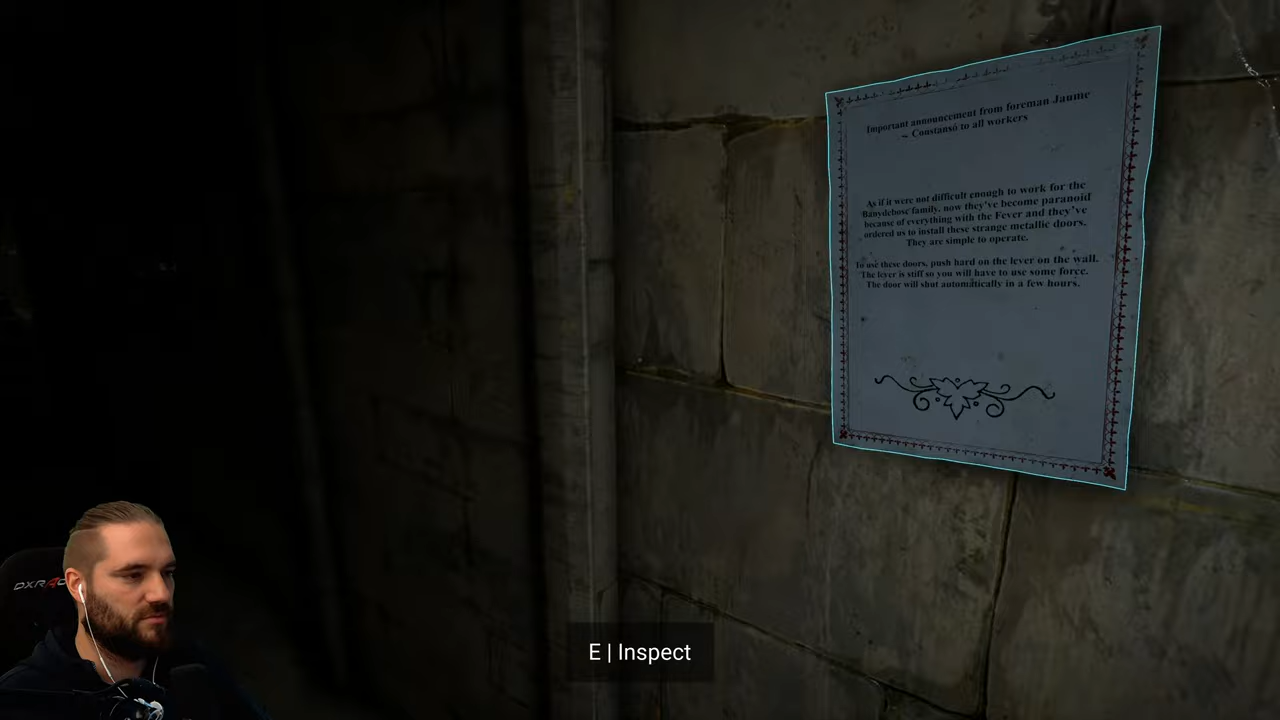 Important announcement from foreman Jaume
~ Constansó to all workers
As if it were not difficult enough to work for the
Banydebosc family, now they've become paranoid
because of everything with the Fever and they've
ordered us to install these strange metallic doors.
They are simple to operate.
To use these doors, push hard on the lever on the wall.
The lever is stiff so you will have to use some force.
The door will shut automatically in a few hours.
DXRA
E | Inspect